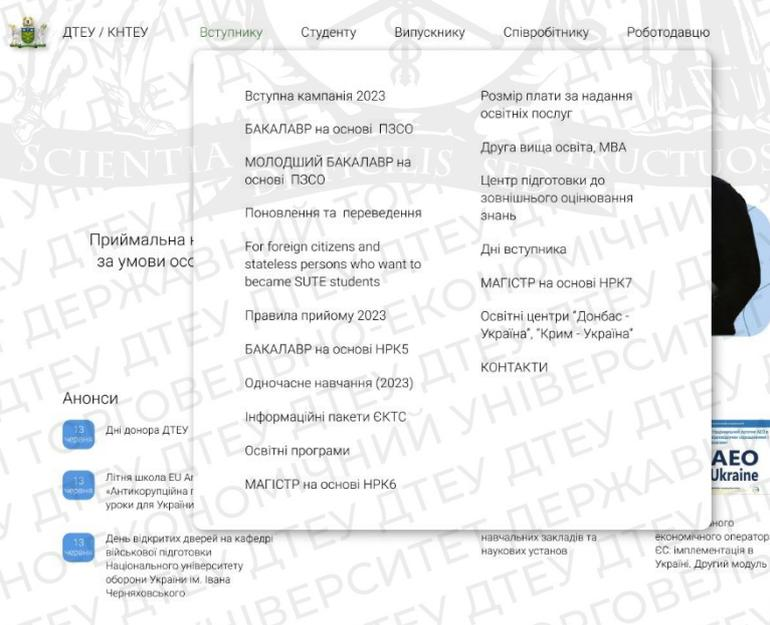 ДТЕУ / КНТЕУ
Вступнику
Студенту
Випускнику
Співробітнику
Роботодавцю
Вступна кампанія 2023
БАКАЛАВР на основі ПЗСО
МОЛОДШИЙ БАКАЛАВР на
основі ПЗСО
Поновлення та переведення
For foreign citizens and
stateless persons who want to
became SUTE students
Правила прийому 2023
БАКАЛАВР на основі НРК5
Одночасне навчання (2023)
Інформаційні пакети ЄКТС
Освітні програми
МАГІСТР на основі НРК6
Розмір плати за надання
освітніх послуг
Друга вища освіта, МВА
Центр підготовки до
зовнішнього оцінювання
знань
Дні вступника
МАГІСТР на основі НРК7
Освітні центри “Донбас -
Україна”, “Крим - Україна”
КОНТАКТИ
SCIENTIA
Приймальна
за умови
Анонси
13
червня
Дні донора ДТЕУ
13
червня
Літня школа EU
«Антикорупційна
уроки для України
13
червня
День відкритих дверей на кафедрі
військової підготовки
Національного університету
оборони України ім. Івана
Черняховського
навчальних закладів та
наукових установ
AEO
Ukraine
економічного оператор
ЄС: імплементація в
Україні. Другий модуль